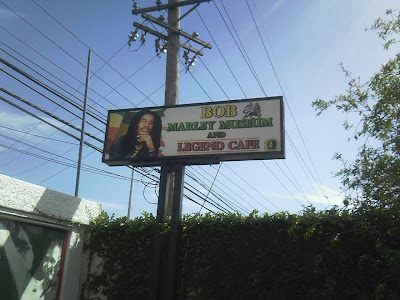 BOB
MARLEY MUSEUM
AND
LEGEND CAFE